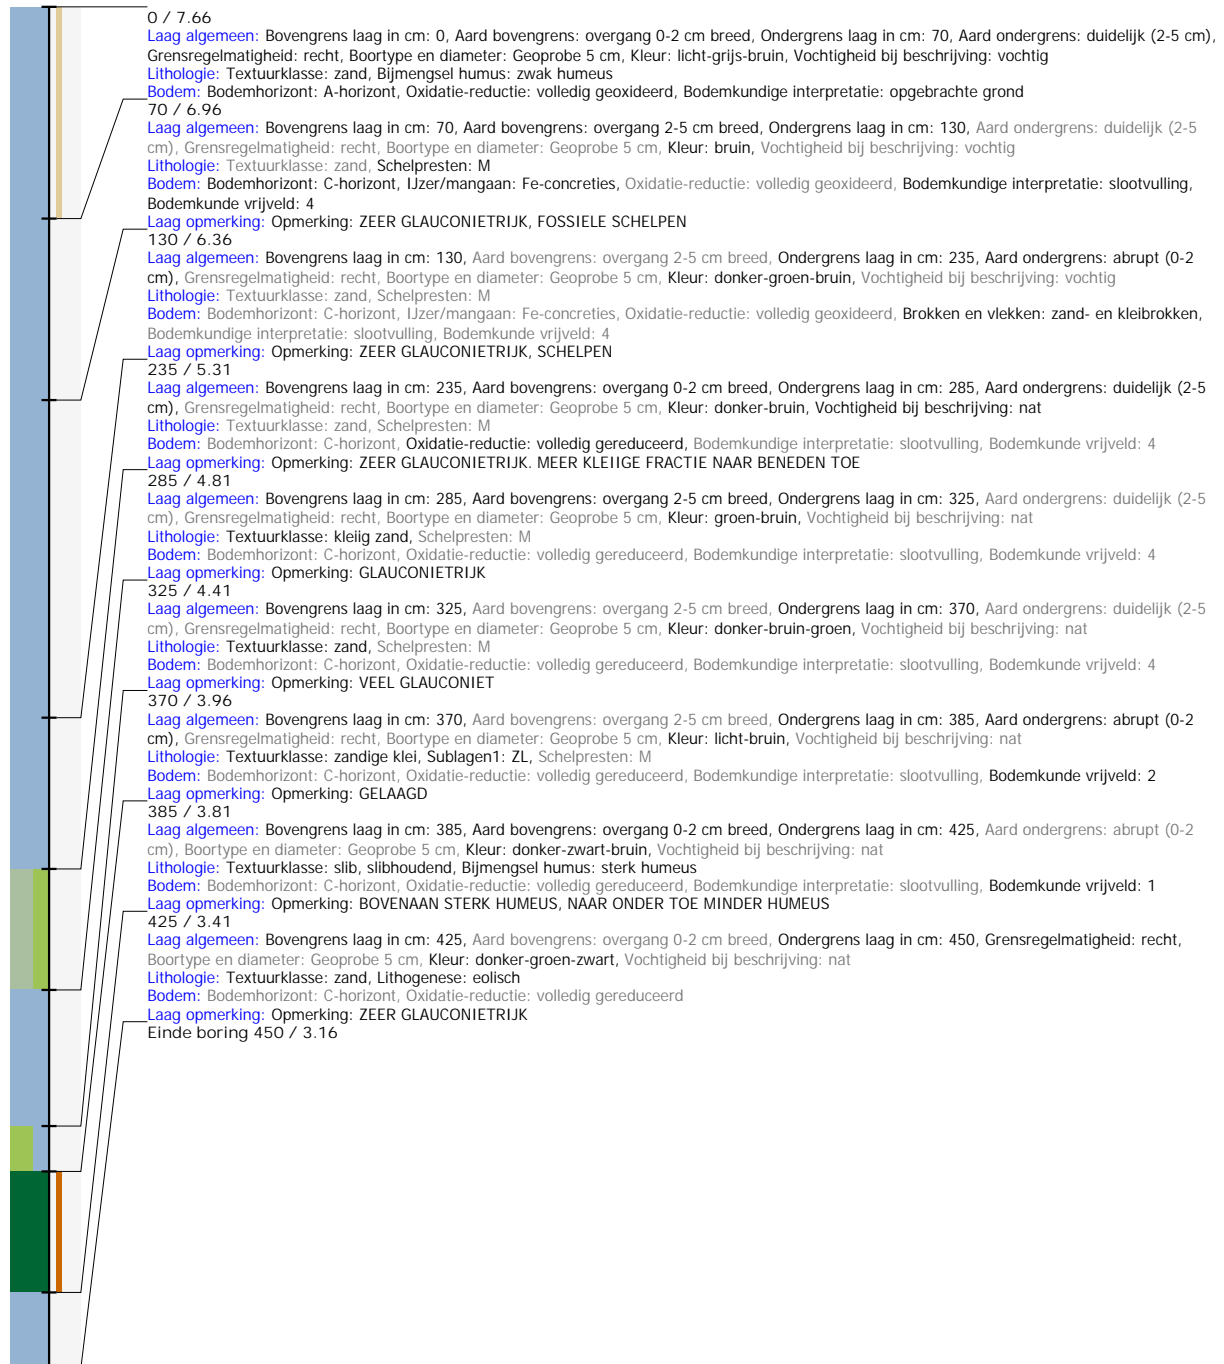 0 / 7.66
Laag algemeen: Bovengrens laag in cm: 0, Aard bovengrens: overgang 0-2 cm breed, Ondergrens laag in cm: 70, Aard ondergrens: duidelijk (2-5 cm),
Grensregelmatigheid: recht, Boortype en diameter: Geoprobe 5 cm, Kleur: licht-grijs-bruin, Vochtigheid bij beschrijving: vochtig
Lithologie: Textuurklasse: zand, Bijmengsel humus: zwak humeus
Bodem: Bodemhorizont: A-horizont, Oxidatie-reductie: volledig geoxideerd, Bodemkundige interpretatie: opgebrachte grond
70 / 6.96
Laag algemeen: Bovengrens laag in cm: 70, Aard bovengrens: overgang 2-5 cm breed, Ondergrens laag in cm: 130, Aard ondergrens: duidelijk (2-5
cm), Grensregelmatigheid: recht, Boortype en diameter: Geoprobe 5 cm, Kleur: bruin, Vochtigheid bij beschrijving: vochtig
Lithologie: Textuurklasse: zand, Schelpresten: M
Bodem: Bodemhorizont: C-horizont, IJzer/mangaan: Fe-concreties, Oxidatie-reductie: volledig geoxideerd, Bodemkundige interpretatie: slootvulling,
Bodemkunde vrijveld: 4
Laag opmerking: Opmerking: ZEER GLAUCONIETRIJK, FOSSIELE SCHELPEN
130 / 6.36
Laag algemeen: Bovengrens laag in cm: 130, Aard bovengrens: overgang 2-5 cm breed, Ondergrens laag in cm: 235, Aard ondergrens: abrupt (0-2
cm), Grensregelmatigheid: recht, Boortype en diameter: Geoprobe 5 cm, Kleur: donker-groen-bruin, Vochtigheid bij beschrijving: vochtig
Lithologie: Textuurklasse: zand, Schelpresten: M
Bodem: Bodemhorizont: C-horizont, IJzer/mangaan: Fe-concreties, Oxidatie-reductie: volledig geoxideerd, Brokken en vlekken: zand- en kleibrokken,
Bodemkundige interpretatie: slootvulling, Bodemkunde vrijveld: 4
Laag opmerking: Opmerking: ZEER GLAUCONIETRIJK, SCHELPEN
235 / 5.31
Laag algemeen: Bovengrens laag in cm: 235, Aard bovengrens: overgang 0-2 cm breed, Ondergrens laag in cm: 285, Aard ondergrens: duidelijk (2-5
cm), Grensregelmatigheid: recht, Boortype en diameter: Geoprobe 5 cm, Kleur: donker-bruin, Vochtigheid bij beschrijving: nat
Lithologie: Textuurklasse: zand, Schelpresten: M
Bodem: Bodemhorizont: C-horizont, Oxidatie-reductie: volledig gereduceerd, Bodemkundige interpretatie: slootvulling, Bodemkunde vrijveld: 4
Laag opmerking: Opmerking: ZEER GLAUCONIETRIJK. MEER KLEIIGE FRACTIE NAAR BENEDEN TOE
285 / 4.81
Laag algemeen: Bovengrens laag in cm: 285, Aard bovengrens: overgang 2-5 cm breed, Ondergrens laag in cm: 325, Aard ondergrens: duidelijk (2-5
cm), Grensregelmatigheid: recht, Boortype en diameter: Geoprobe 5 cm, Kleur: groen-bruin, Vochtigheid bij beschrijving: nat
Lithologie: Textuurklasse: kleiig zand, Schelpresten: M
Bodem: Bodemhorizont: C-horizont, Oxidatie-reductie: volledig gereduceerd, Bodemkundige interpretatie: slootvulling, Bodemkunde vrijveld: 4
Laag opmerking: Opmerking: GLAUCONIETRIJK
325 / 4.41
Laag algemeen: Bovengrens laag in cm: 325, Aard bovengrens: overgang 2-5 cm breed, Ondergrens laag in cm: 370, Aard ondergrens: duidelijk (2-5
cm), Grensregelmatigheid: recht, Boortype en diameter: Geoprobe 5 cm, Kleur: donker-bruin-groen, Vochtigheid bij beschrijving: nat
Lithologie: Textuurklasse: zand, Schelpresten: M
Bodem: Bodemhorizont: C-horizont, Oxidatie-reductie: volledig gereduceerd, Bodemkundige interpretatie: slootvulling, Bodemkunde vrijveld: 4
Laag opmerking: Opmerking: VEEL GLAUCONIET
370 / 3.96
Laag algemeen: Bovengrens laag in cm: 370, Aard bovengrens: overgang 2-5 cm breed, Ondergrens laag in cm: 385, Aard ondergrens: abrupt (0-2
cm), Grensregelmatigheid: recht, Boortype en diameter: Geoprobe 5 cm, Kleur: licht-bruin, Vochtigheid bij beschrijving: nat
Lithologie: Textuurklasse: zandige klei, Sublagen1: ZL, Schelpresten: M
Bodem: Bodemhorizont: C-horizont, Oxidatie-reductie: volledig gereduceerd, Bodemkundige interpretatie: slootvulling, Bodemkunde vrijveld: 2
Laag opmerking: Opmerking: GELAAGD
385 / 3.81
Laag algemeen: Bovengrens laag in cm: 385, Aard bovengrens: overgang 0-2 cm breed, Ondergrens laag in cm: 425, Aard ondergrens: abrupt (0-2
cm), Boortype en diameter: Geoprobe 5 cm, Kleur: donker-zwart-bruin, Vochtigheid bij beschrijving: nat
Lithologie: Textuurklasse: slib, slibhoudend, Bijmengsel humus: sterk humeus
Bodem: Bodemhorizont: C-horizont, Oxidatie-reductie: volledig gereduceerd, Bodemkundige interpretatie: slootvulling, Bodemkunde vrijveld: 1
Laag opmerking: Opmerking: BOVENAAN STERK HUMEUS, NAAR ONDER TOE MINDER HUMEUS
425 / 3.41
Laag algemeen: Bovengrens laag in cm: 425, Aard bovengrens: overgang 0-2 cm breed, Ondergrens laag in cm: 450, Grensregelmatigheid: recht,
Boortype en diameter: Geoprobe 5 cm, Kleur: donker-groen-zwart, Vochtigheid bij beschrijving: nat
Lithologie: Textuurklasse: zand, Lithogenese: eolisch
Bodem: Bodemhorizont: C-horizont, Oxidatie-reductie: volledig gereduceerd
Laag opmerking: Opmerking: ZEER GLAUCONIETRIJK
Einde boring 450 / 3.16